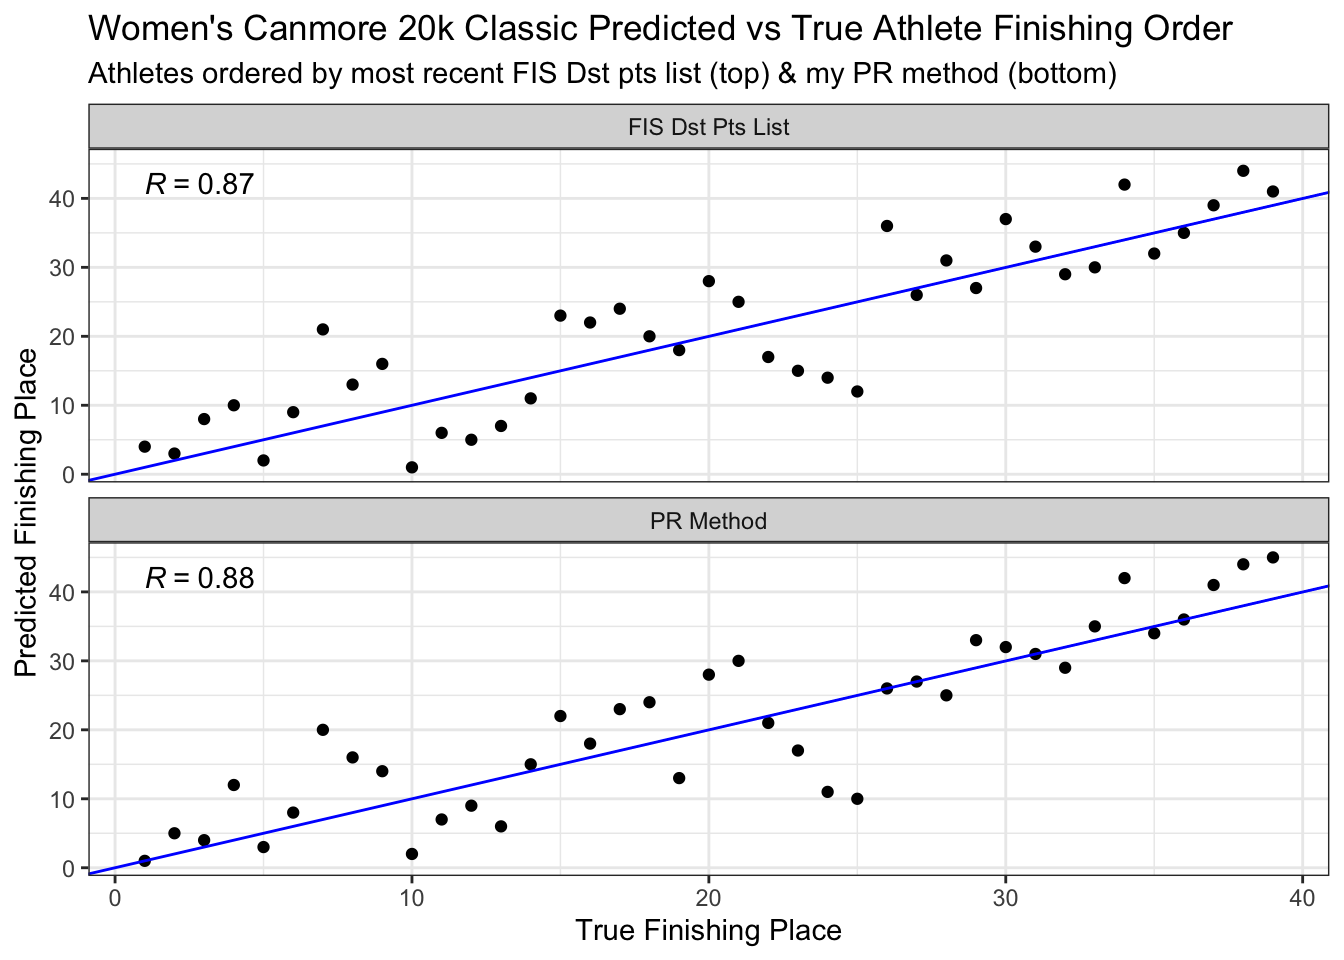 Women's Canmore 20k Classic Predicted vs True Athlete Finishing Order
Athletes ordered by most recent FIS Dst pts list (top) & my PR method (bottom)
FIS Dst Pts List
R = 0.87
40
30
20
10
0
Predicted Finishing Place
PR Method
R = 0.88
40
30
20
10
0
0 10 20 30 40
True Finishing Place